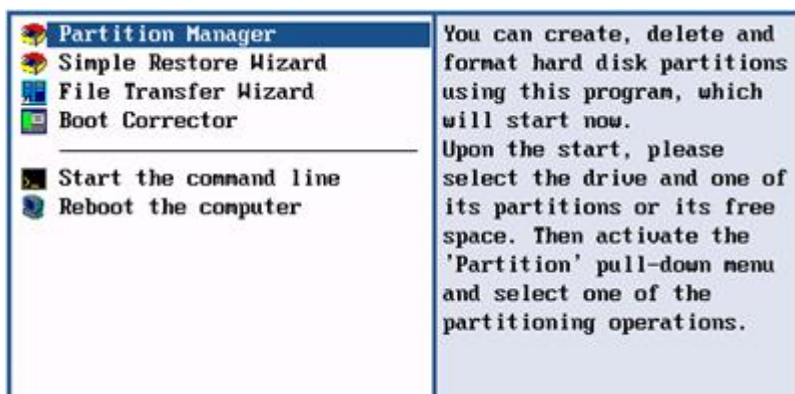 Partition Manager
Simple Restore Wizard
File Transfer Wizard
Boot Corrector
Start the command line
Reboot the computer
You can create, delete and
format hard disk partitions
using this program, which
will start now.
Upon the start, please
select the drive and one of
its partitions or its free
space. Then activate the
'Partition' pull-down menu
and select one of the
partitioning operations.